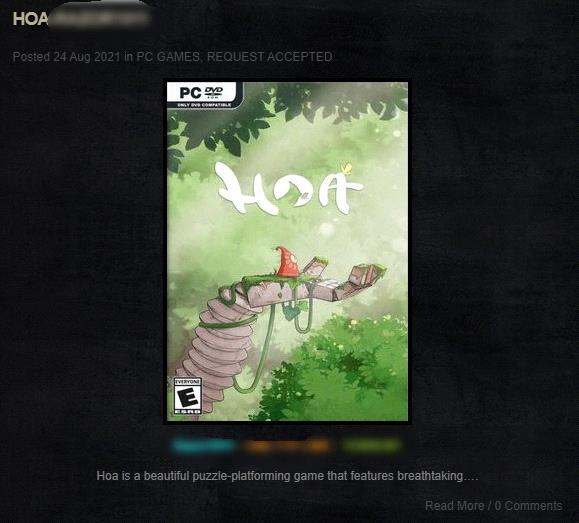 HOA
Posted 24 Aug 2021 in PC GAMES, REQUEST ACCEPTED
PC DVD
ROM
ONLY DVD COMPATIBLE
HOA
EVERYONE
E
ESRB
Hoa is a beautiful puzzle-platforming game that features breathtaking….
Read More / 0 Comments